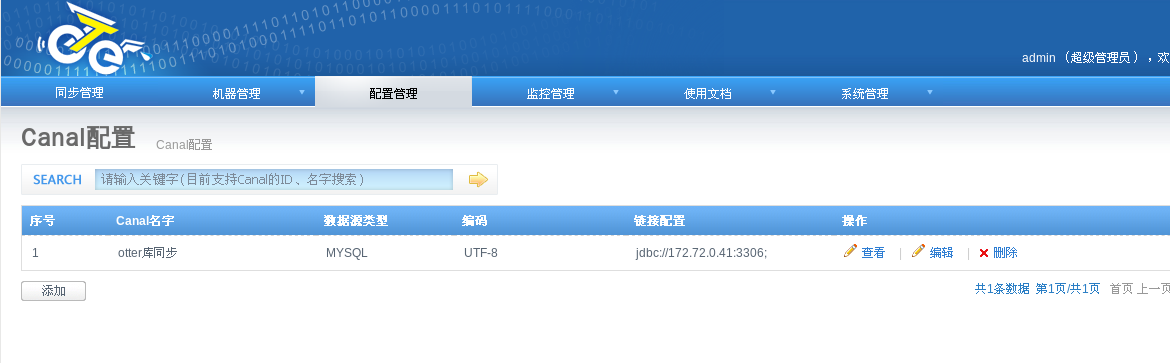 admin （超级管理员），欢
同步管理 机器管理 配置管理 监控管理 使用文档 系统管理
Canal配置 Canal配置
SEARCH 请输入关键字(目前支持Canal的ID、名字搜索)
序号 Canal名字 数据源类型 编码 链接配置 操作
1 otter库同步 MYSQL UTF-8 jdbc://172.72.0.41:3306; 查看 | 编辑 | 删除
添加 共1条数据 第1页/共1页 首页 上一页